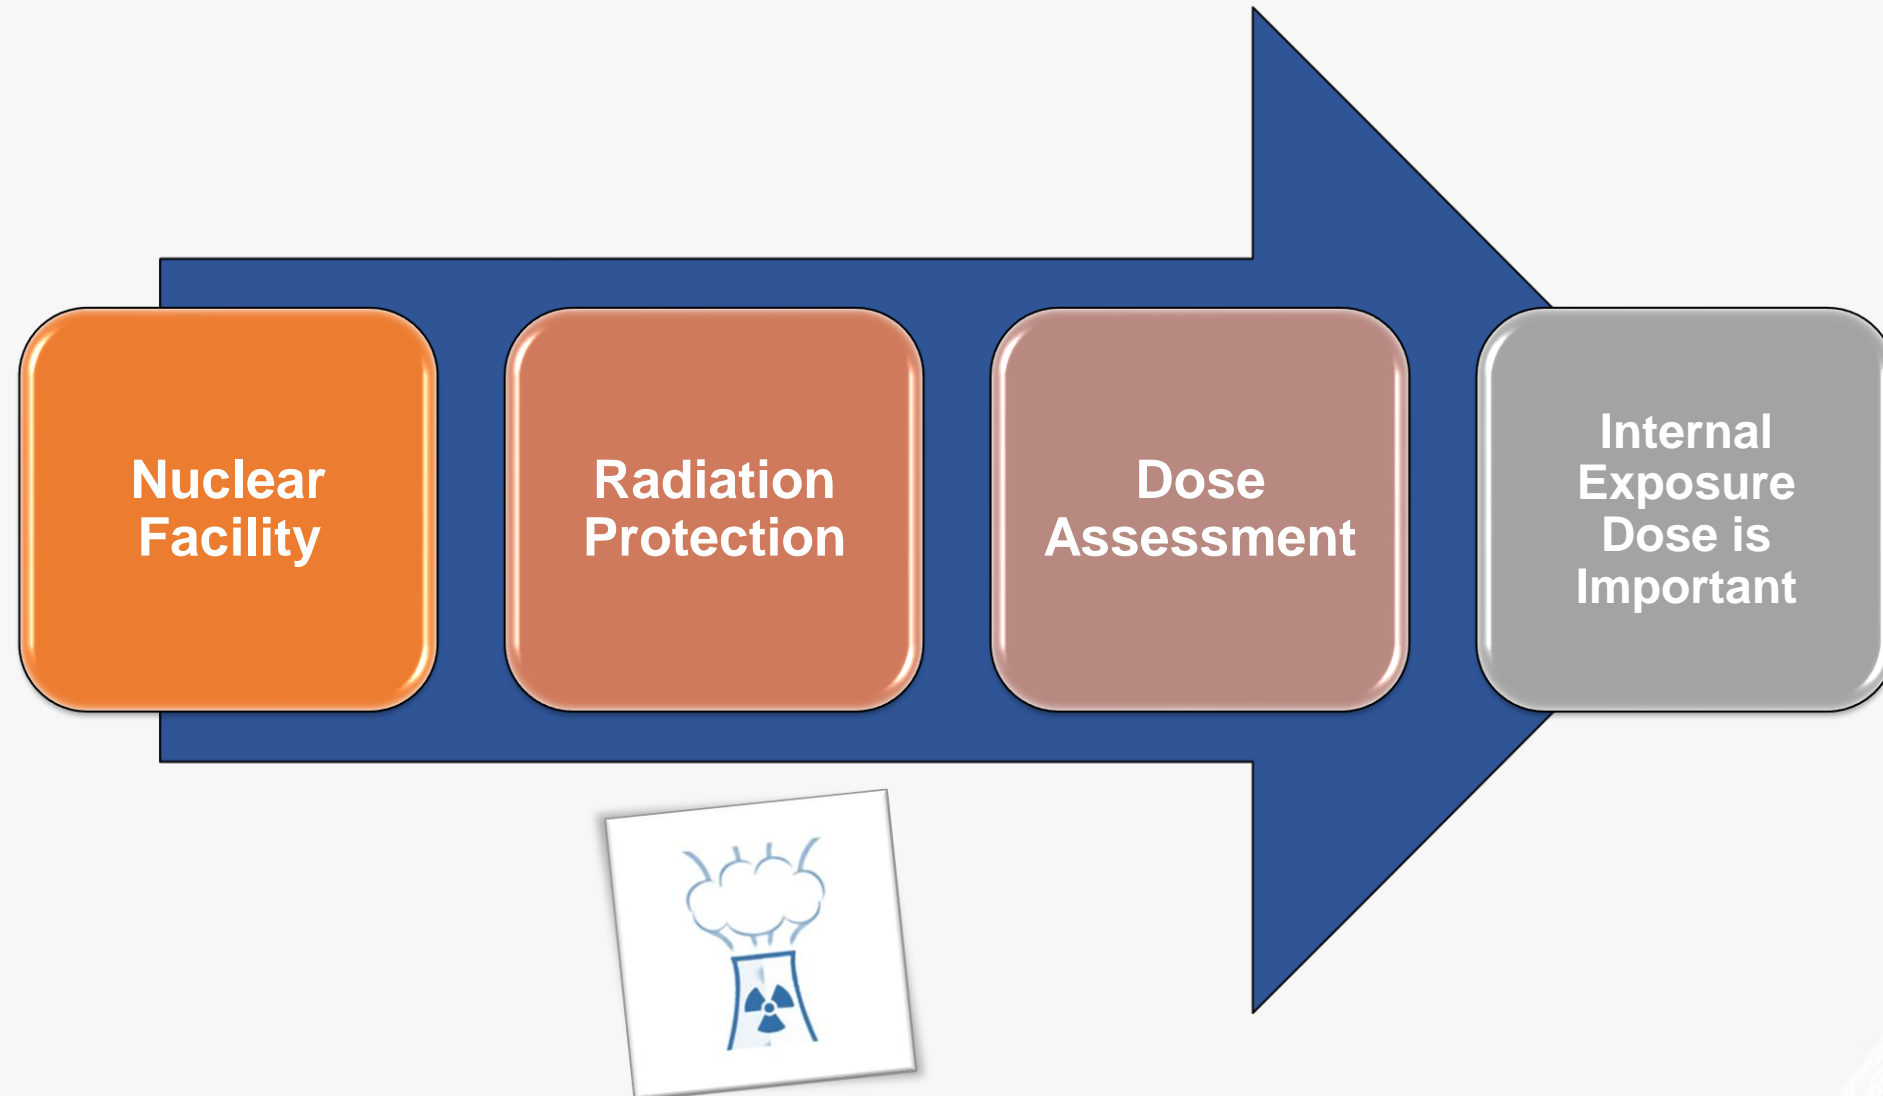 Nuclear
Facility
Radiation
Protection
Dose
Assessment
Internal
Exposure
Dose is
Important